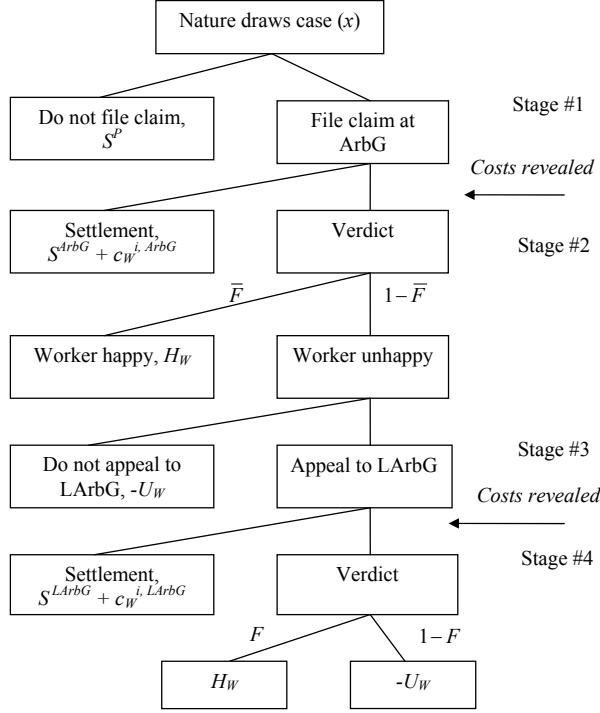 Nature draws case (x)
Do not file claim,
S^P
File claim at
ArbG
Stage #1
Costs revealed
Settlement,
S^ArbG + c_W^i, ArbG
Verdict
Stage #2
F̅
1 − F̅
Worker happy, H_W
Worker unhappy
Do not appeal to
LArbG, -U_W
Appeal to LArbG
Stage #3
Costs revealed
Settlement,
S^LArbG + c_W^i, LArbG
Verdict
Stage #4
F
1 − F
H_W
-U_W